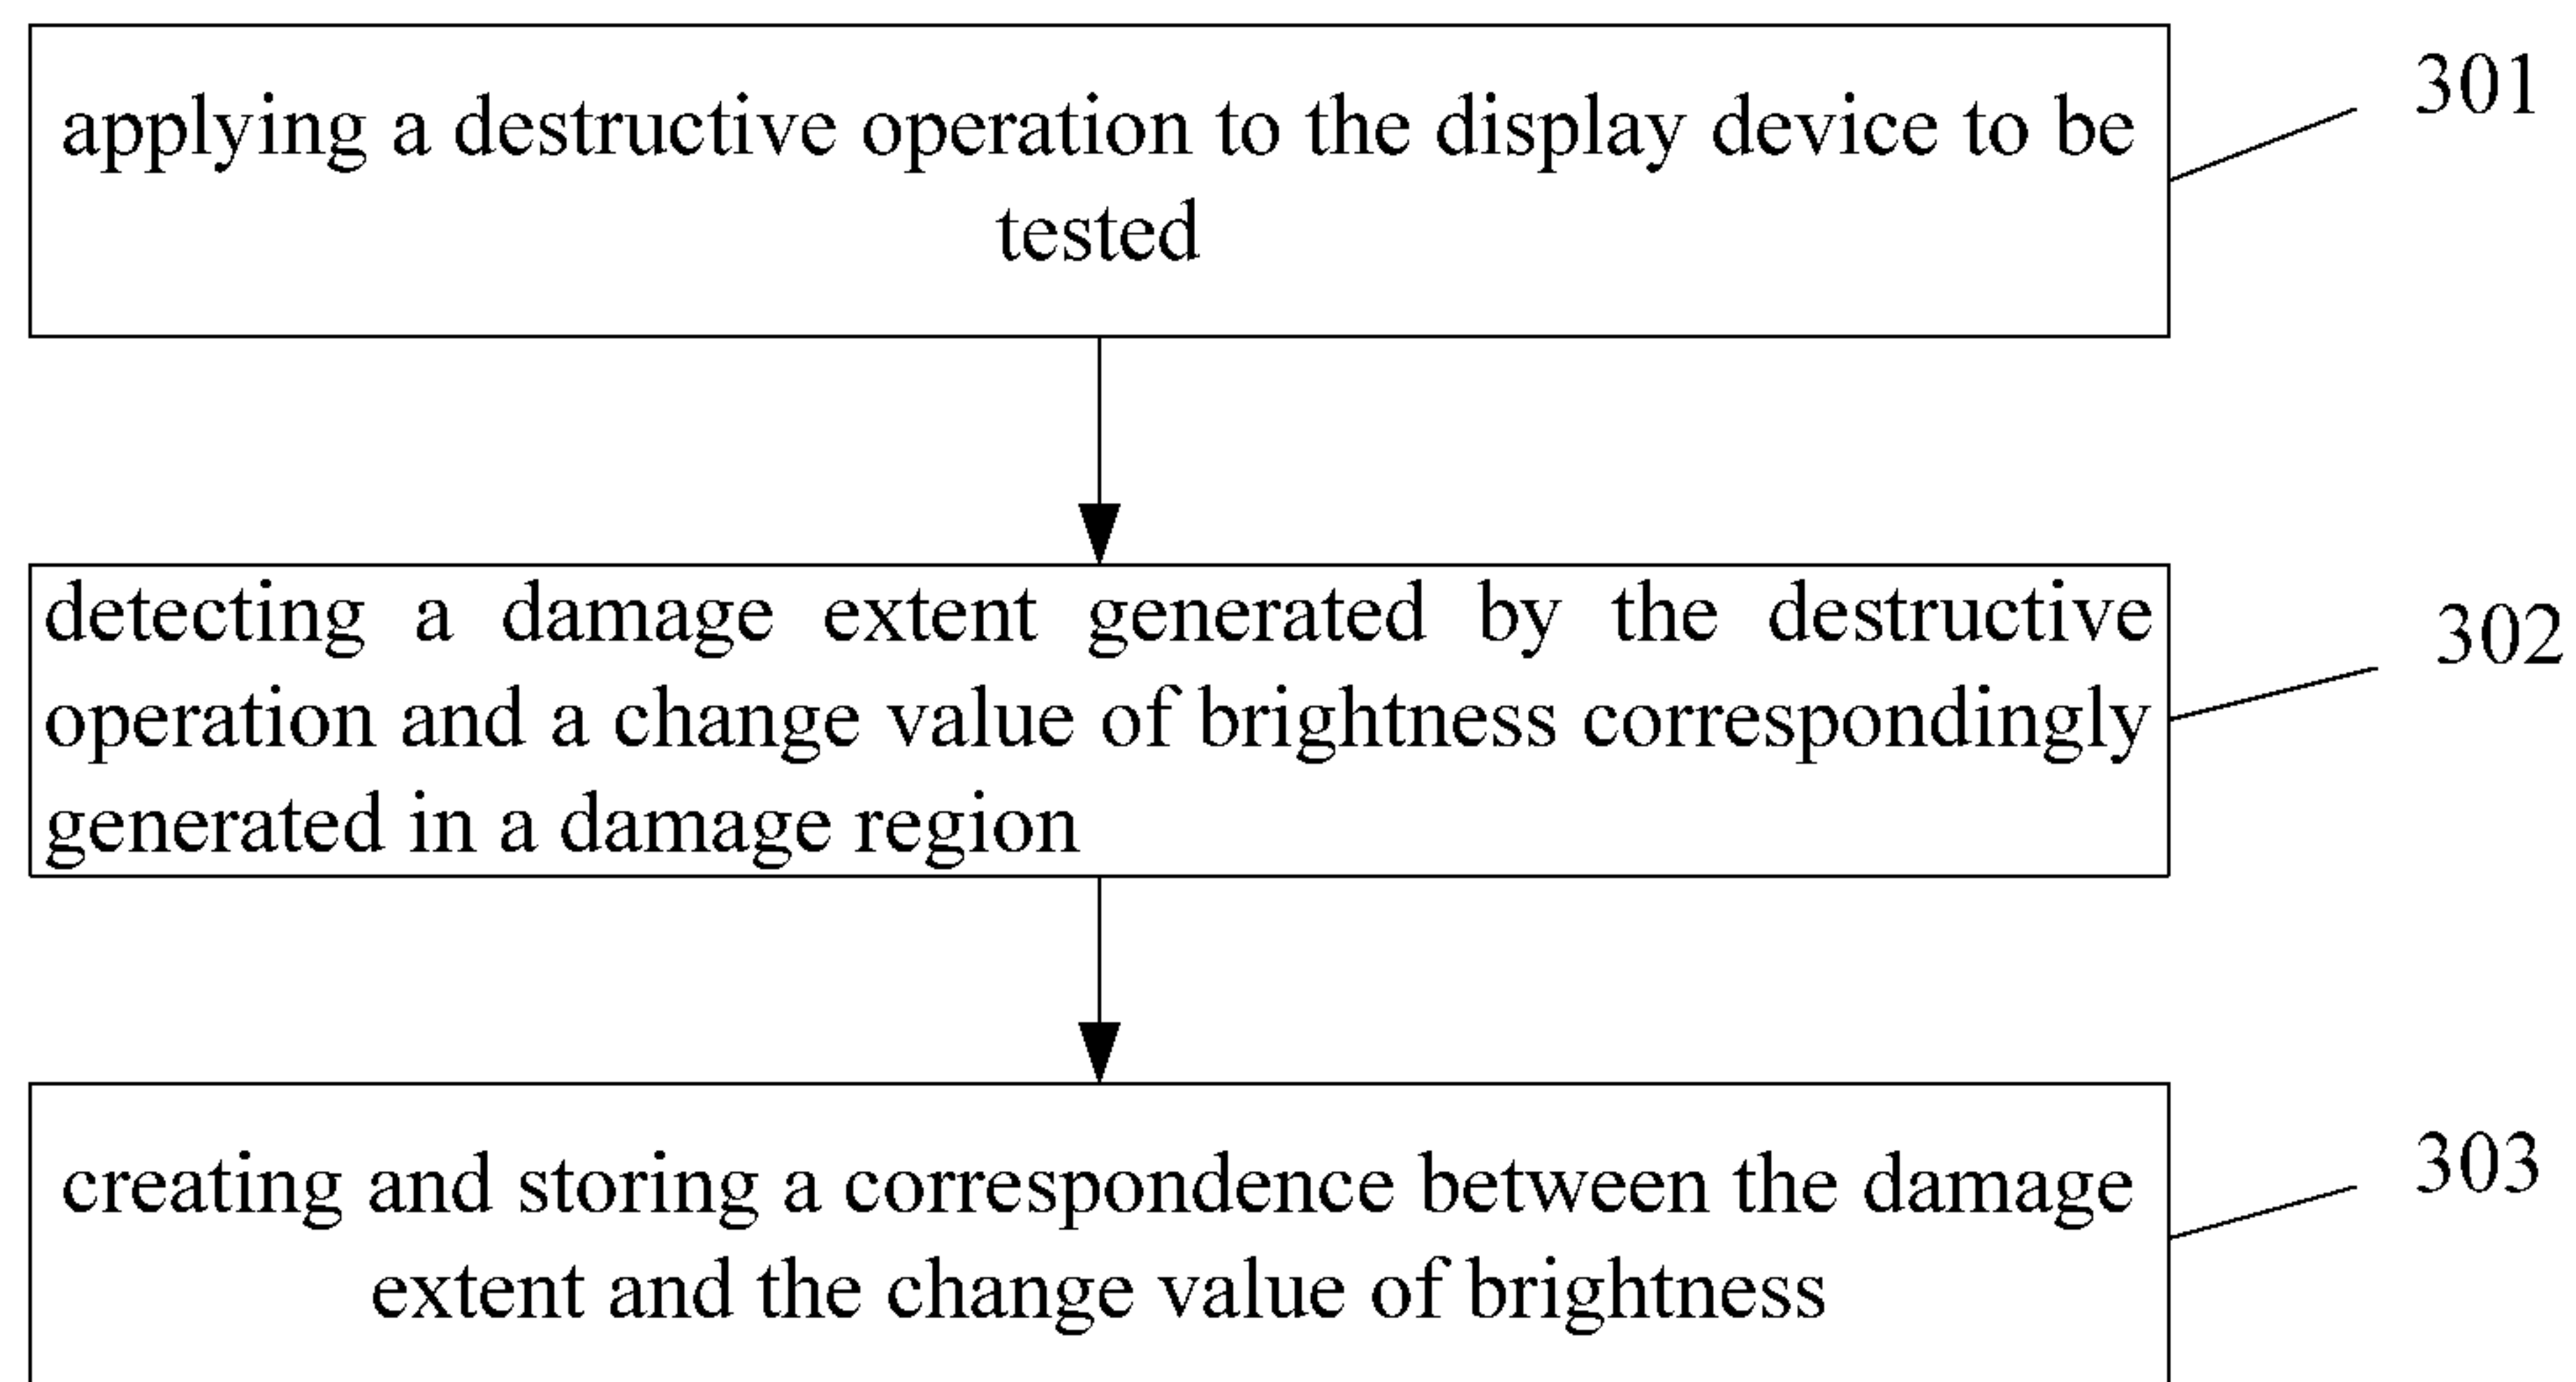 applying a destructive operation to the display device to be
tested
301
detecting a damage extent generated by the destructive
operation and a change value of brightness correspondingly
generated in a damage region
302
creating and storing a correspondence between the damage
extent and the change value of brightness
303